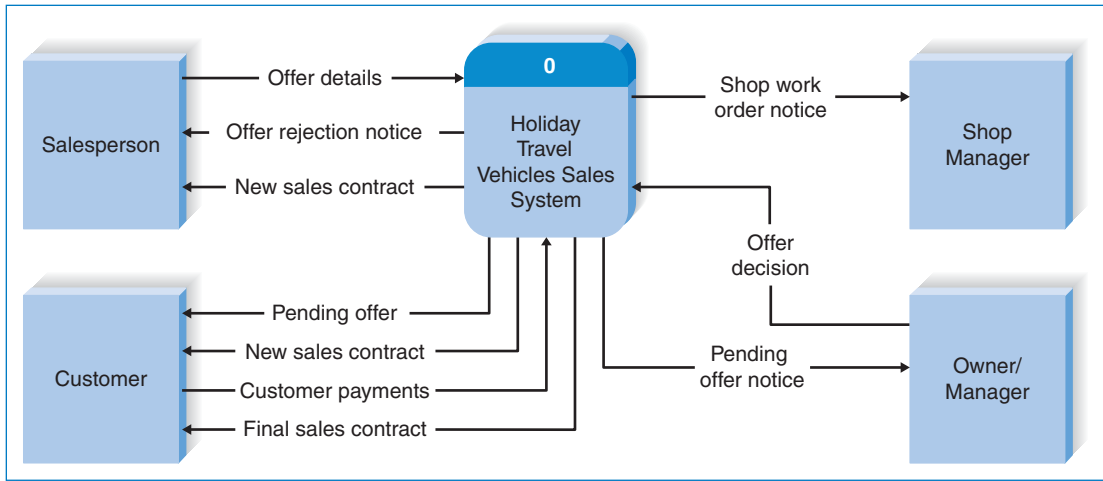 0
Offer details
Shop work
order notice
Holiday
Travel
Vehicles Sales
System
Offer rejection notice
Salesperson
Shop
Manager
New sales contract
Offer
decision
Pending offer
New sales contract
Customer
Customer payments
Final sales contract
Pending
offer notice
Owner/
Manager